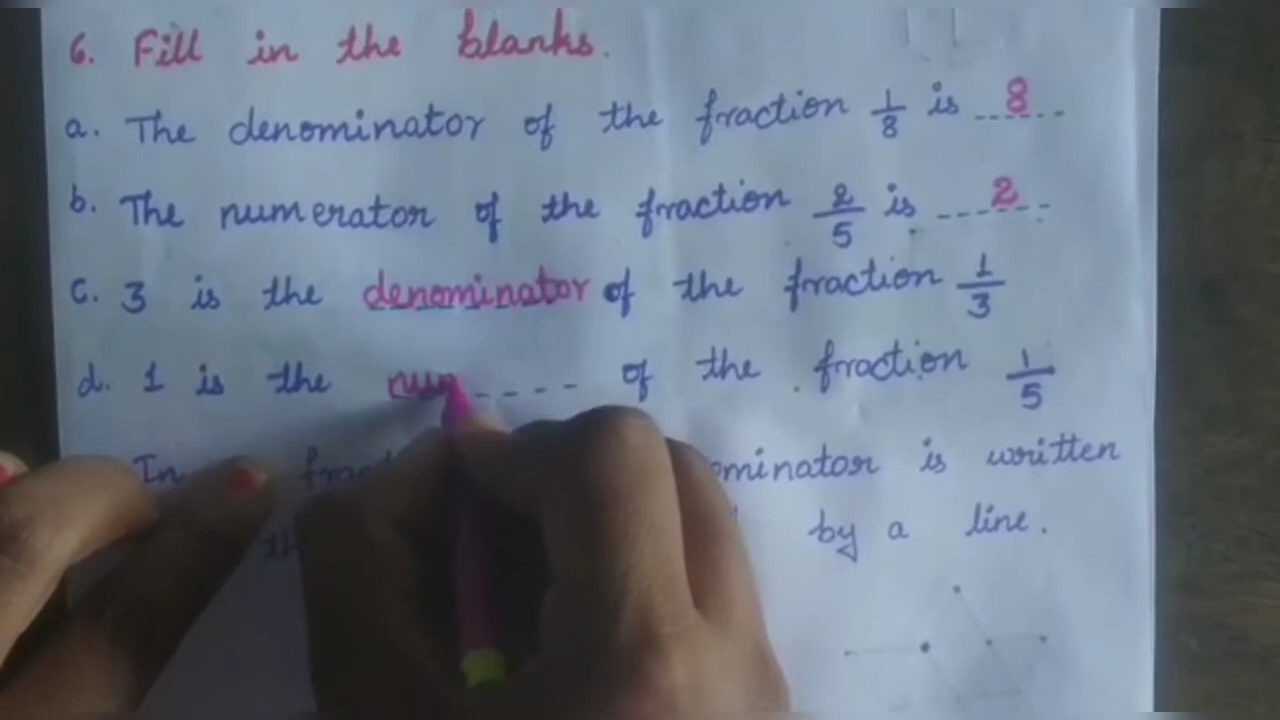 6. Fill in the blanks.
a. The denominator of the fraction 1/8 is 8
b. The numerator of the fraction 2/5 is 2
c. 3 is the denominator of the fraction 1/3
d. 1 is the num---- of the fraction 1/5
In is written
by a line.